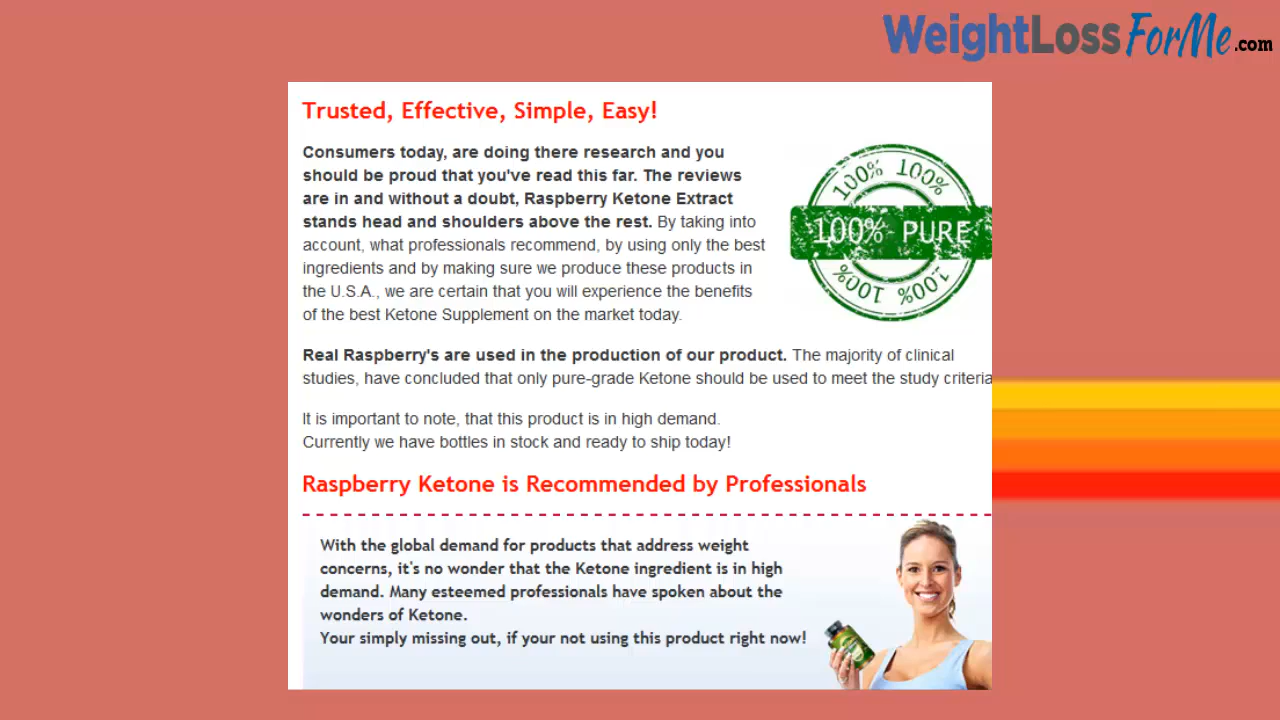 WeightLossForMe.com
Trusted, Effective, Simple, Easy!
Consumers today, are doing there research and you
should be proud that you've read this far. The reviews
are in and without a doubt, Raspberry Ketone Extract
stands head and shoulders above the rest. By taking into
account, what professionals recommend, by using only the best
ingredients and by making sure we produce these products in
the U.S.A., we are certain that you will experience the benefits
of the best Ketone Supplement on the market today.
100% 100%
100% PURE
100% 100%
Real Raspberry's are used in the production of our product. The majority of clinical
studies, have concluded that only pure-grade Ketone should be used to meet the study criteria
It is important to note, that this product is in high demand.
Currently we have bottles in stock and ready to ship today!
Raspberry Ketone is Recommended by Professionals
With the global demand for products that address weight
concerns, it's no wonder that the Ketone ingredient is in high
demand. Many esteemed professionals have spoken about the
wonders of Ketone.
Your simply missing out, if your not using this product right now!